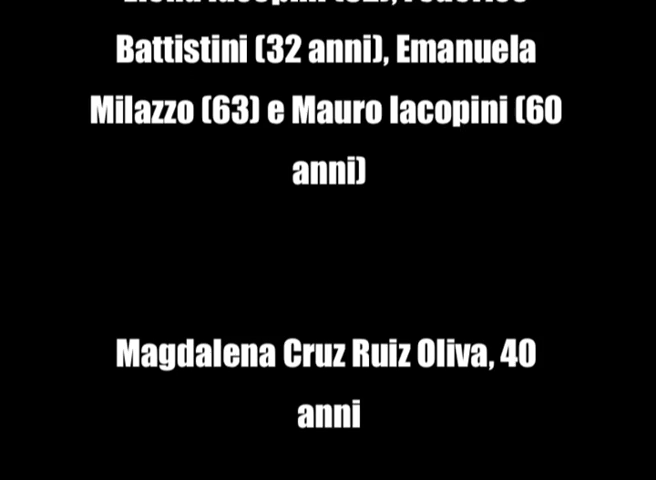 Battistini (32 anni), Emanuela
Milazzo (63) e Mauro Iacopini (60
anni)
Magdalena Cruz Ruiz Oliva, 40
anni